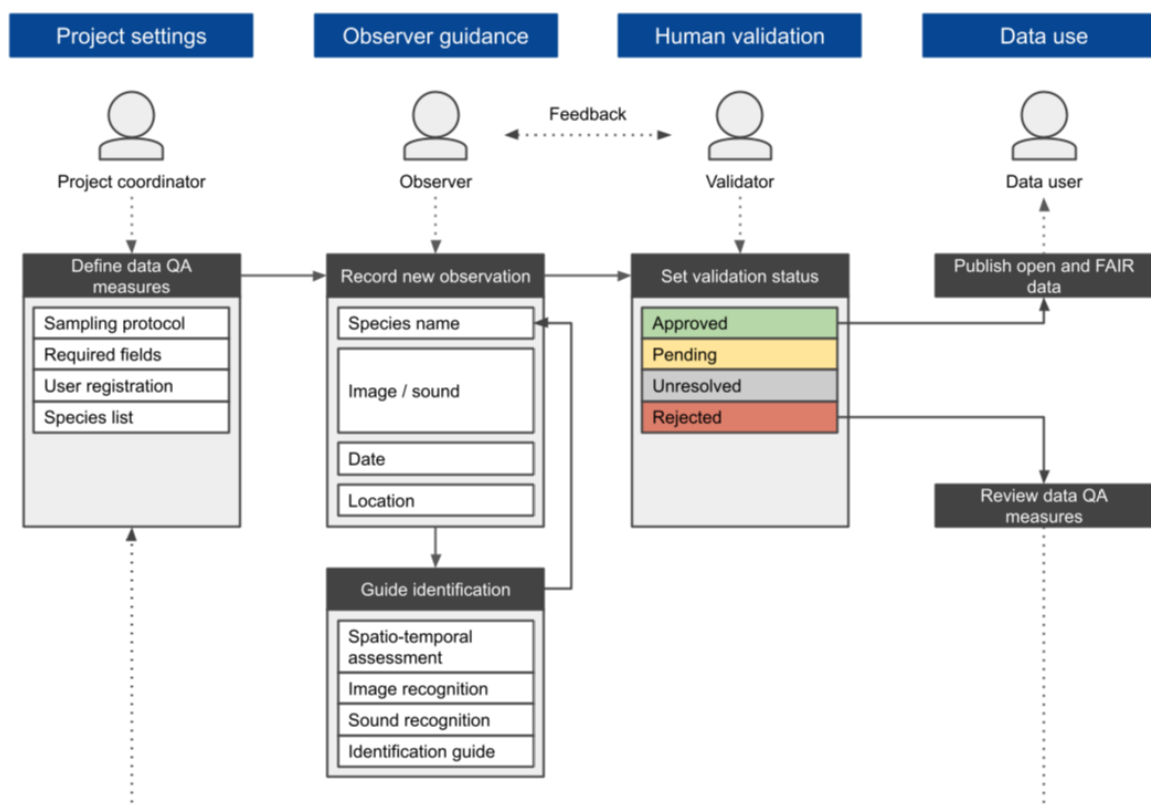 Project settings
Observer guidance
Human validation
Data use
Feedback
Project coordinator
Observer
Validator
Data user
Define data QA
measures
Sampling protocol
Required fields
User registration
Species list
Record new observation
Species name
Image / sound
Date
Location
Guide identification
Spatio-temporal
assessment
Image recognition
Sound recognition
Identification guide
Set validation status
Approved
Pending
Unresolved
Rejected
Publish open and FAIR
data
Review data QA
measures